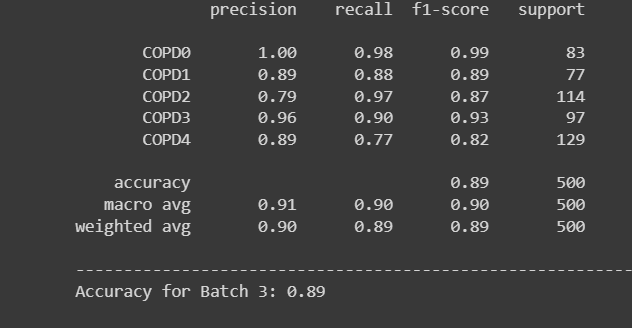 precision recall f1-score support
COPD0 1.00 0.98 0.99 83
COPD1 0.89 0.88 0.89 77
COPD2 0.79 0.97 0.87 114
COPD3 0.96 0.90 0.93 97
COPD4 0.89 0.77 0.82 129
accuracy 0.89 500
macro avg 0.91 0.90 0.90 500
weighted avg 0.90 0.89 0.89 500
----------------------------------------------------------
Accuracy for Batch 3: 0.89